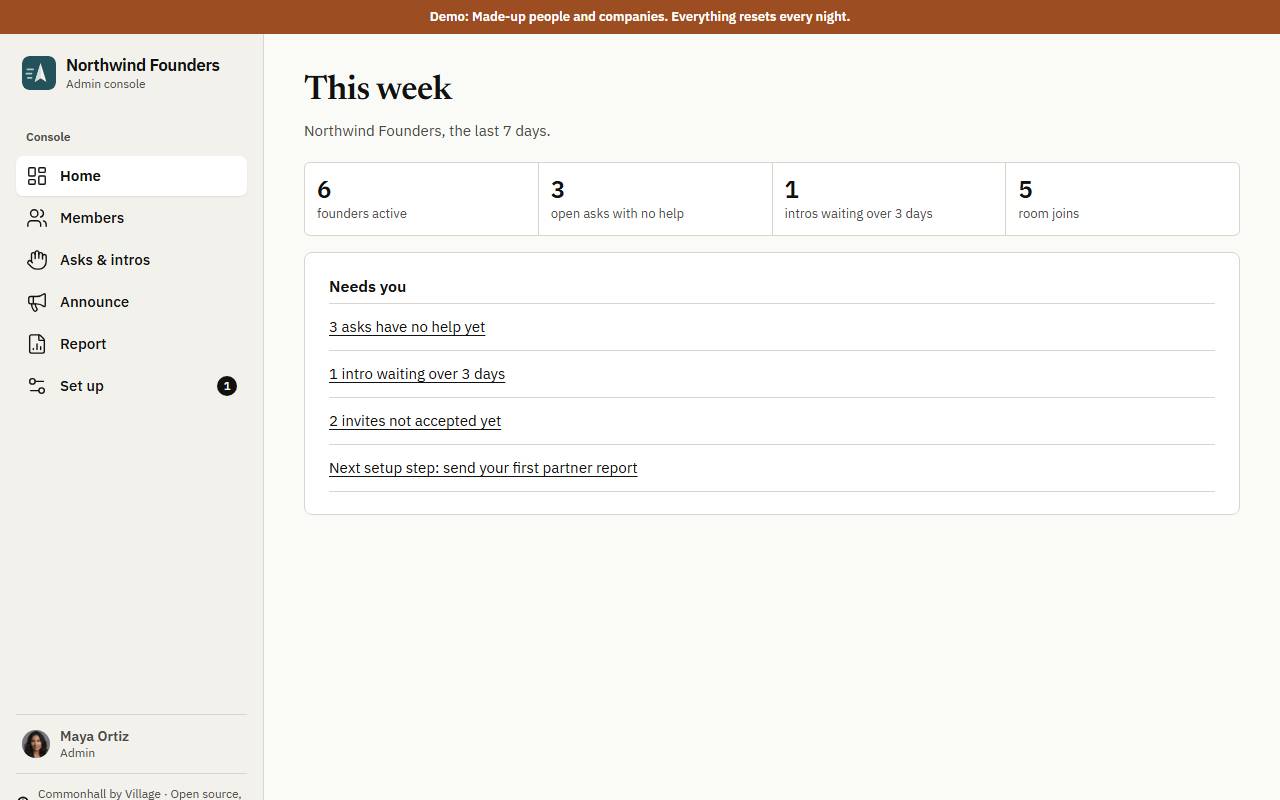 Demo: Made-up people and companies. Everything resets every night.
Northwind Founders
Admin console
Console
Home
Members
Asks & intros
Announce
Report
Set up
1
Maya Ortiz
Admin
Commonhall by Village · Open source,
This week
Northwind Founders, the last 7 days.
6
founders active
3
open asks with no help
1
intros waiting over 3 days
5
room joins
Needs you
3 asks have no help yet
1 intro waiting over 3 days
2 invites not accepted yet
Next setup step: send your first partner report